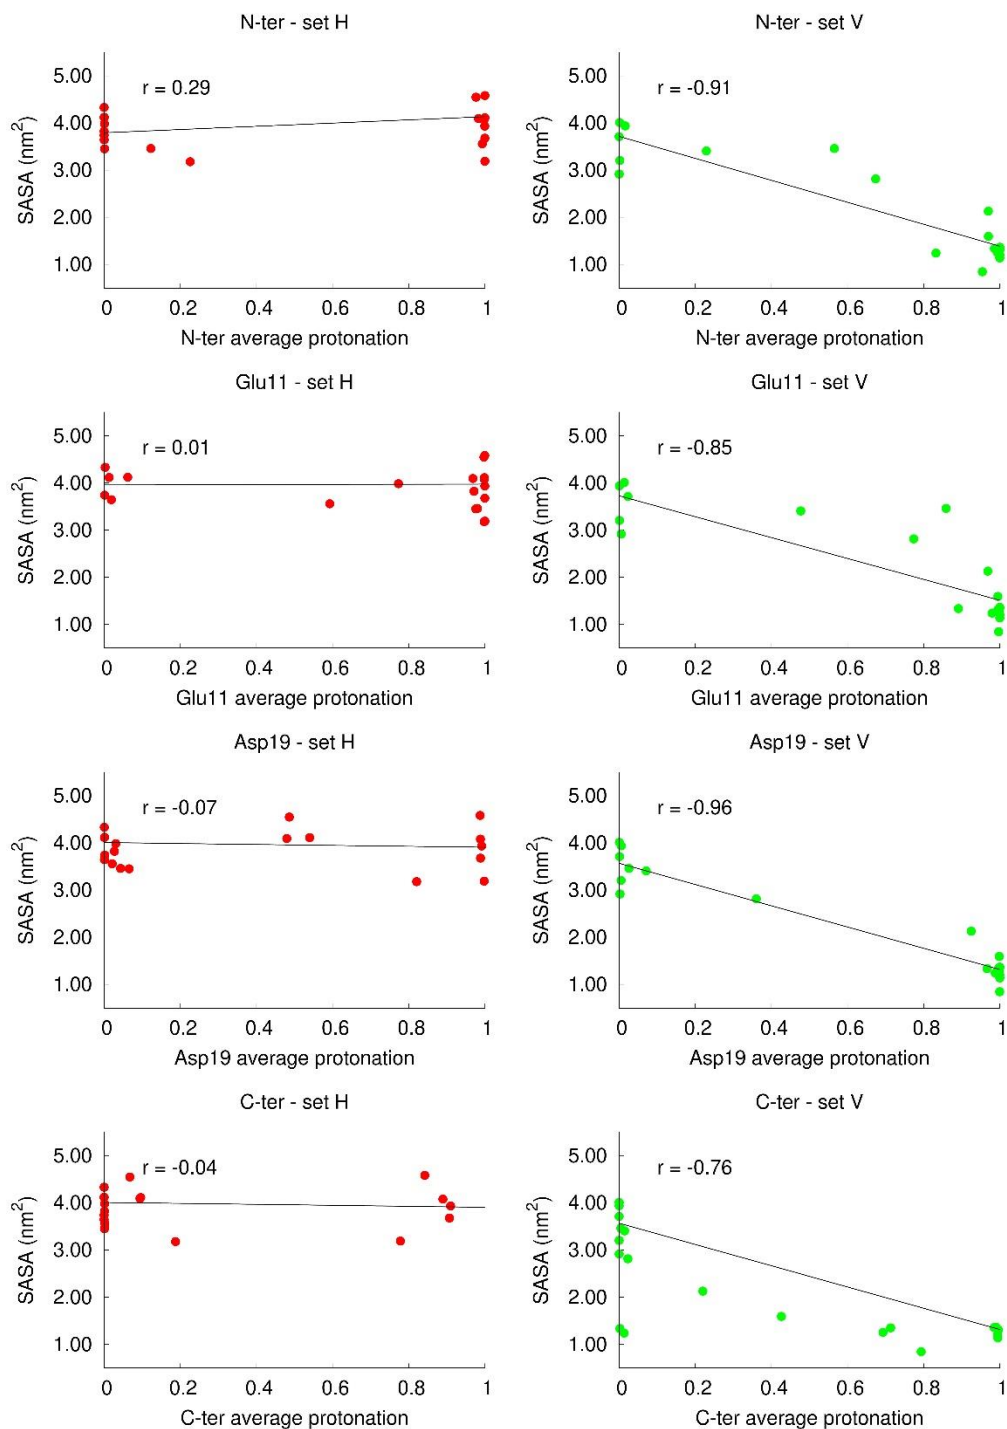 N-ter - set H
r = 0.29
SASA (nm²)
5.00
4.00
3.00
2.00
1.00
0 0.2 0.4 0.6 0.8 1
N-ter average protonation
N-ter - set V
r = -0.91
SASA (nm²)
5.00
4.00
3.00
2.00
1.00
0 0.2 0.4 0.6 0.8 1
N-ter average protonation
Glu11 - set H
r = 0.01
SASA (nm²)
5.00
4.00
3.00
2.00
1.00
0 0.2 0.4 0.6 0.8 1
Glu11 average protonation
Glu11 - set V
r = -0.85
SASA (nm²)
5.00
4.00
3.00
2.00
1.00
0 0.2 0.4 0.6 0.8 1
Glu11 average protonation
Asp19 - set H
r = -0.07
SASA (nm²)
5.00
4.00
3.00
2.00
1.00
0 0.2 0.4 0.6 0.8 1
Asp19 average protonation
Asp19 - set V
r = -0.96
SASA (nm²)
5.00
4.00
3.00
2.00
1.00
0 0.2 0.4 0.6 0.8 1
Asp19 average protonation
C-ter - set H
r = -0.04
SASA (nm²)
5.00
4.00
3.00
2.00
1.00
0 0.2 0.4 0.6 0.8 1
C-ter average protonation
C-ter - set V
r = -0.76
SASA (nm²)
5.00
4.00
3.00
2.00
1.00
0 0.2 0.4 0.6 0.8 1
C-ter average protonation